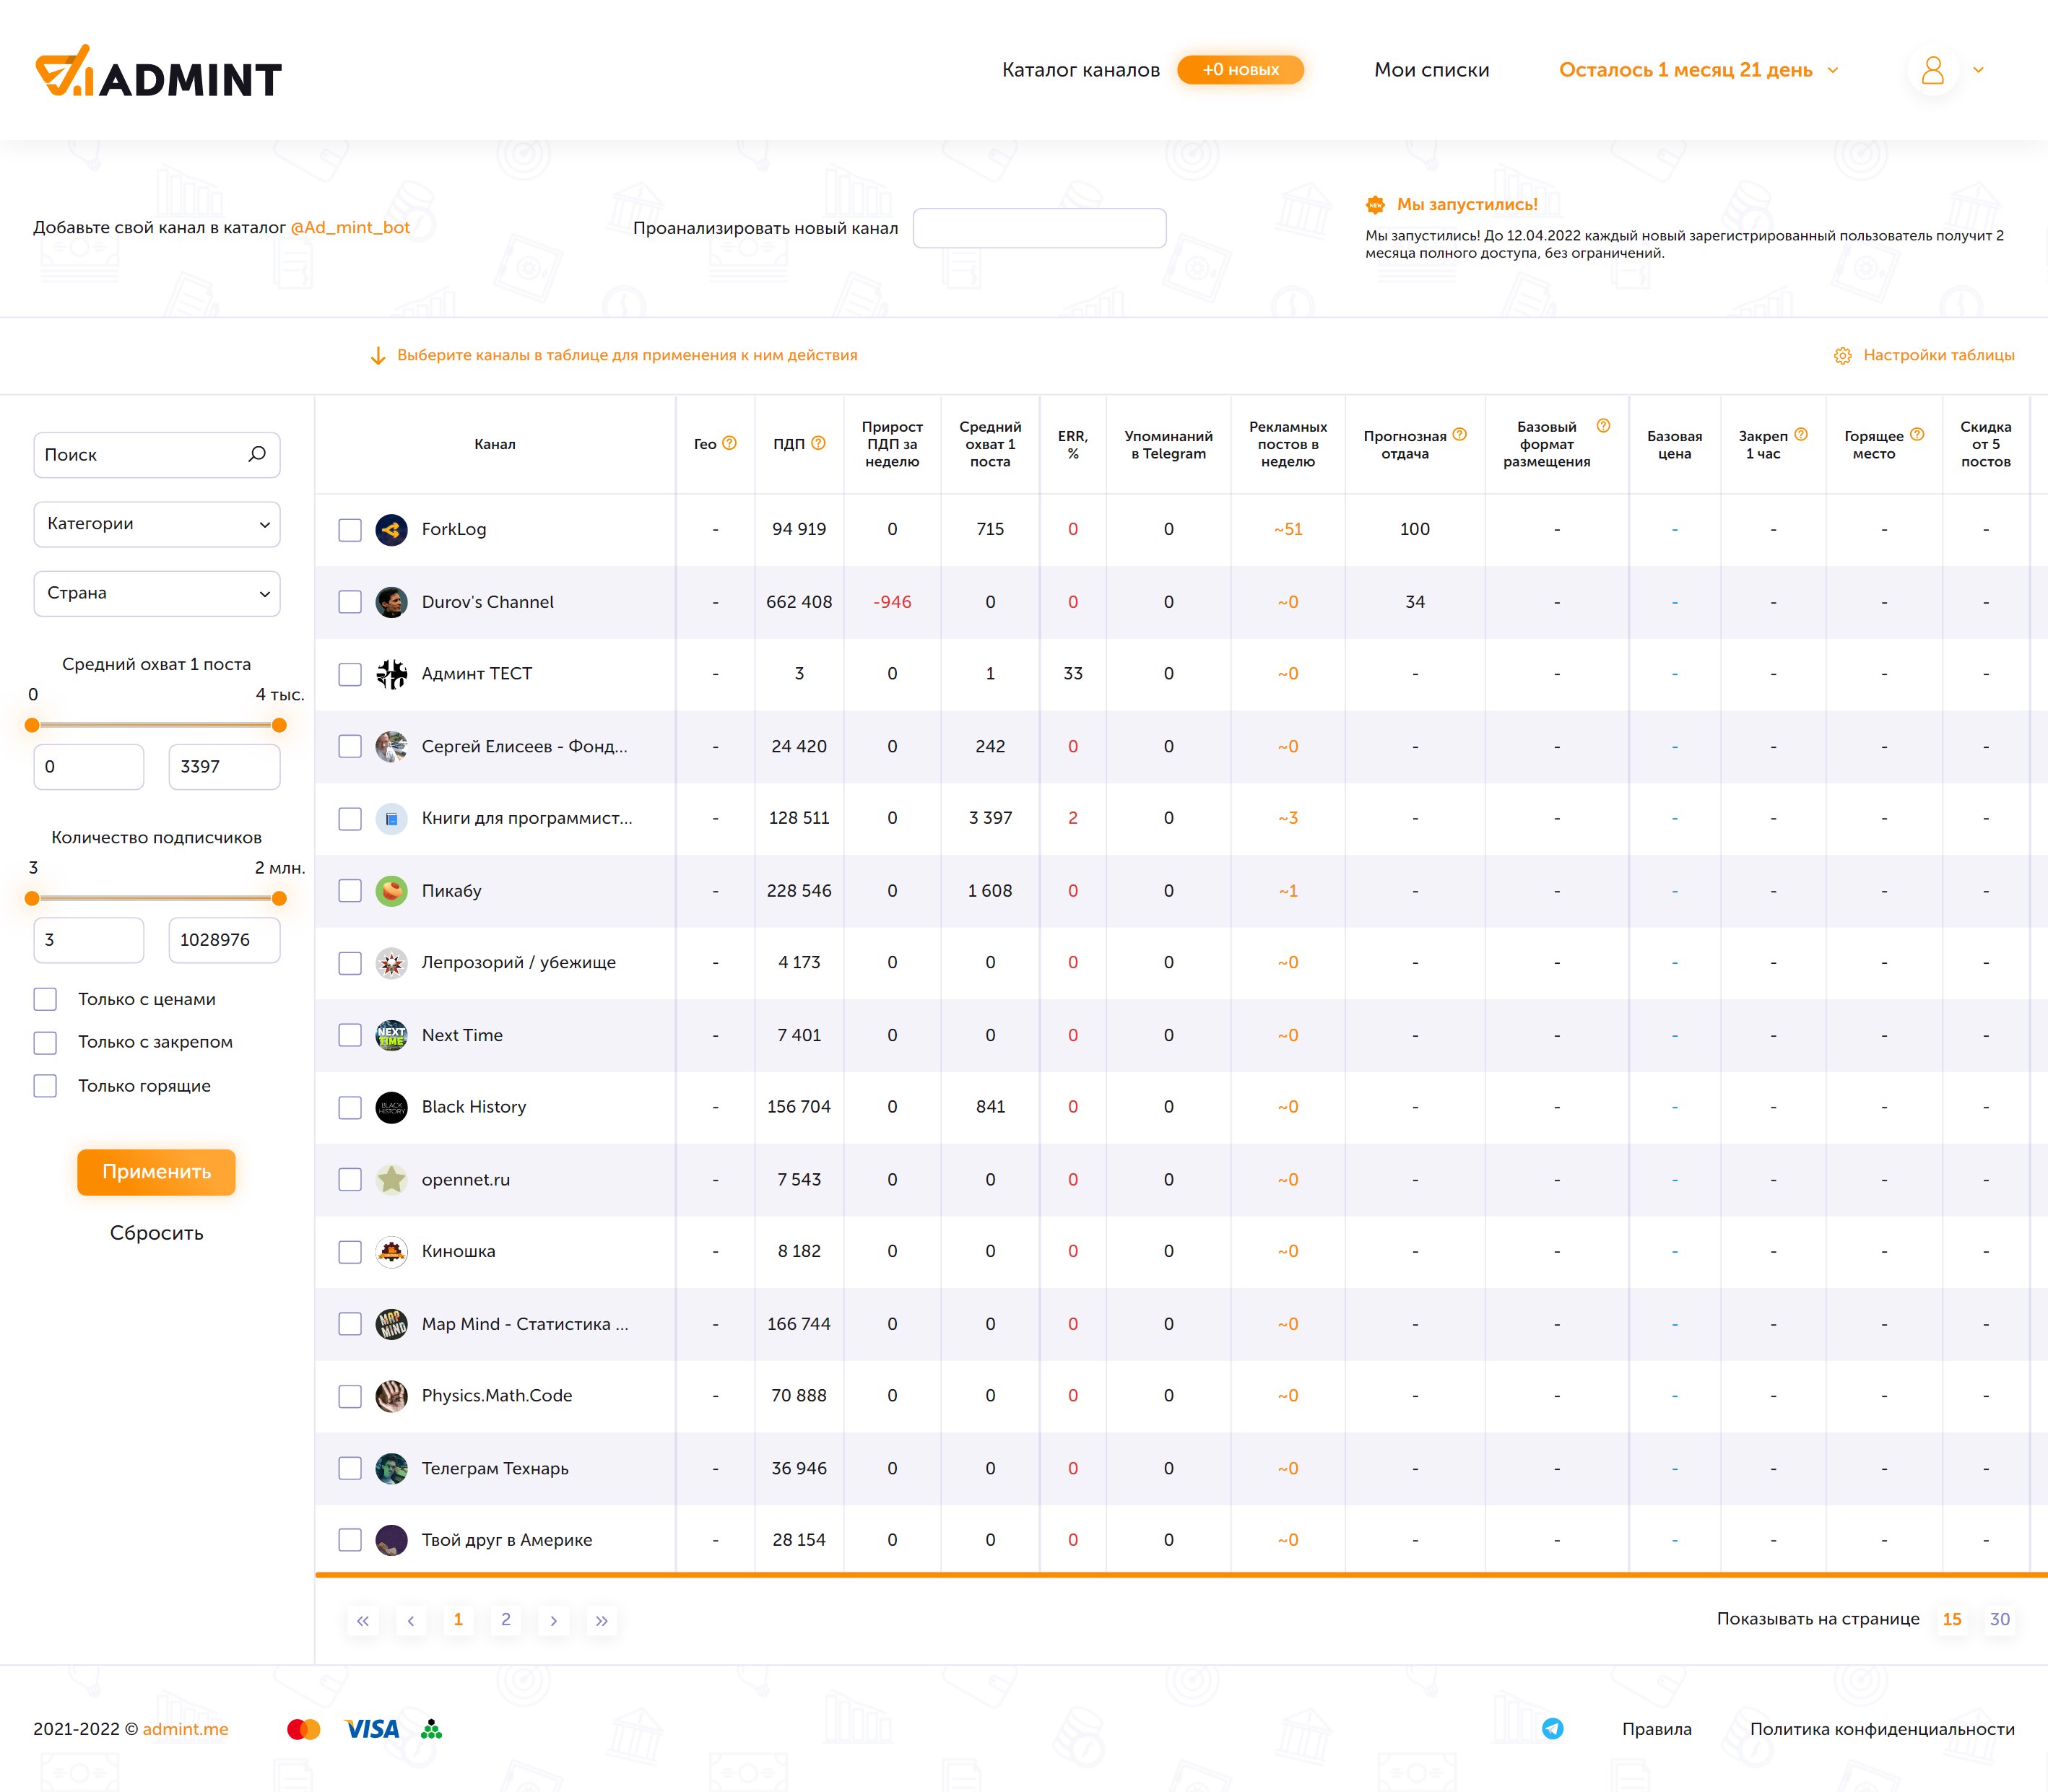 ADMINT
Каталог каналов +0 новых Мои списки Осталось 1 месяц 21 день
Добавьте свой канал в каталог @Ad_mint_bot
Проанализировать новый канал
Мы запустились!
Мы запустились! До 12.04.2022 каждый новый зарегистрированный пользователь получит 2
месяца полного доступа, без ограничений.
Выберите каналы в таблице для применения к ним действия
Настройки таблицы
Поиск
Категории
Страна
Средний охват 1 поста
0 4 тыс.
0 3397
Количество подписчиков
3 2 млн.
3 1028976
Только с ценами
Только с закрепом
Только горящие
Применить
Сбросить
Канал
Гео ?
ПДП ?
Прирост
ПДП за
неделю
Средний
охват 1
поста
ERR,
%
Упоминаний
в Telegram
Рекламных
постов в
неделю
Прогнозная ?
отдача
Базовый ?
формат
размещения
Базовая
цена
Закреп ?
1 час
Горящее ?
место
Скидка
от 5
постов
ForkLog - 94 919 0 715 0 0 ~51 100 - - - - -
Durov's Channel - 662 408 -946 0 0 0 ~0 34 - - - - -
Админт ТЕСТ - 3 0 1 33 0 ~0 - - - - - -
Сергей Елисеев - Фонд... - 24 420 0 242 0 0 ~0 - - - - - -
Книги для программист... - 128 511 0 3 397 2 0 ~3 - - - - - -
Пикабу - 228 546 0 1 608 0 0 ~1 - - - - - -
Лепрозорий / убежище - 4 173 0 0 0 0 ~0 - - - - - -
NEXT TIME Next Time - 7 401 0 0 0 0 ~0 - - - - - -
BLACK HISTORY Black History - 156 704 0 841 0 0 ~0 - - - - - -
opennet.ru - 7 543 0 0 0 0 ~0 - - - - - -
Киношка - 8 182 0 0 0 0 ~0 - - - - - -
MAP MIND Map Mind - Статистика ... - 166 744 0 0 0 0 ~0 - - - - - -
Physics.Math.Code - 70 888 0 0 0 0 ~0 - - - - - -
Телеграм Технарь - 36 946 0 0 0 0 ~0 - - - - - -
Твой друг в Америке - 28 154 0 0 0 0 ~0 - - - - - -
« ‹ 1 2 › »
Показывать на странице 15 30
2021-2022 © admint.me VISA
Правила Политика конфиденциальности